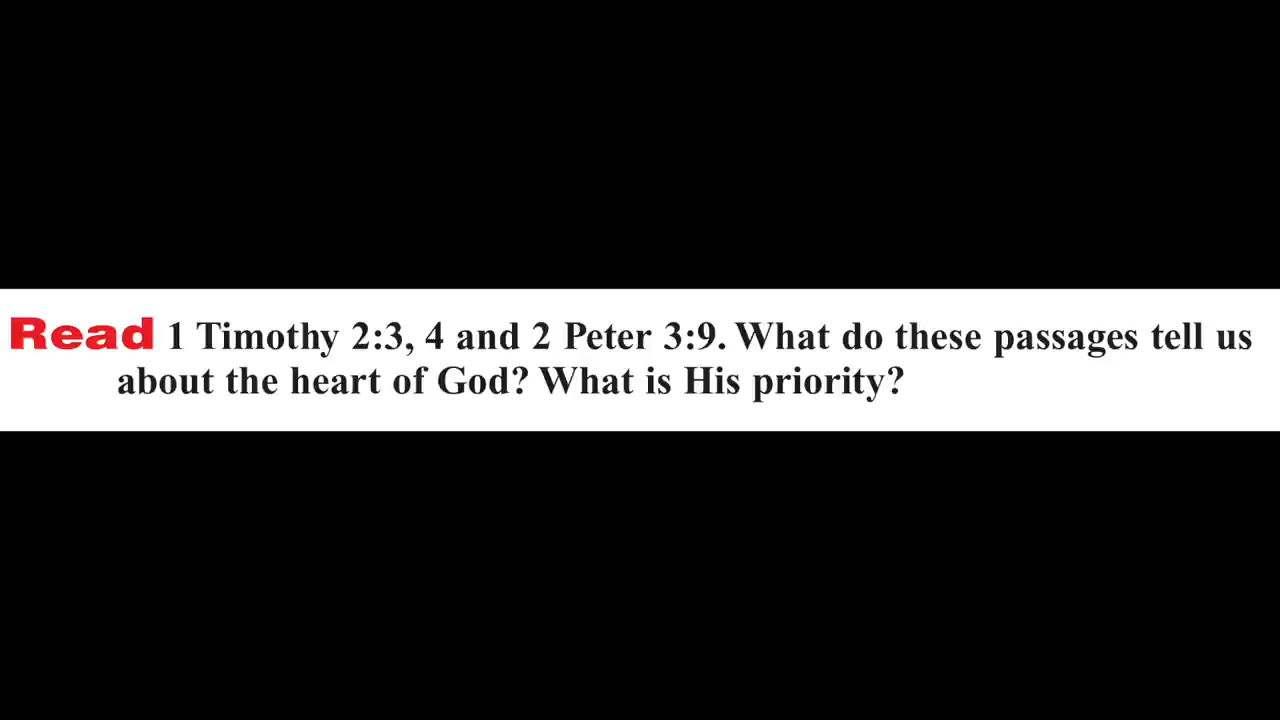 Read 1 Timothy 2:3, 4 and 2 Peter 3:9. What do these passages tell us
about the heart of God? What is His priority?